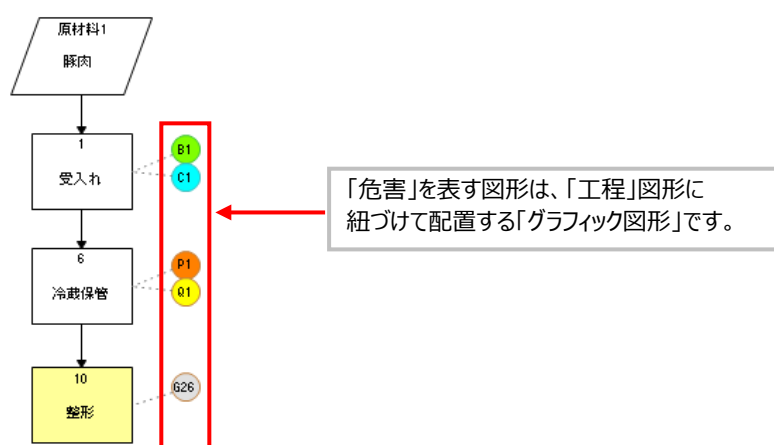 原材料1
豚肉
1
受入れ
B1
C1
「危害」を表す図形は、「工程」図形に
紐づけて配置する「グラフィック図形」です。
6
冷蔵保管
P1
Q1
10
整形
G26